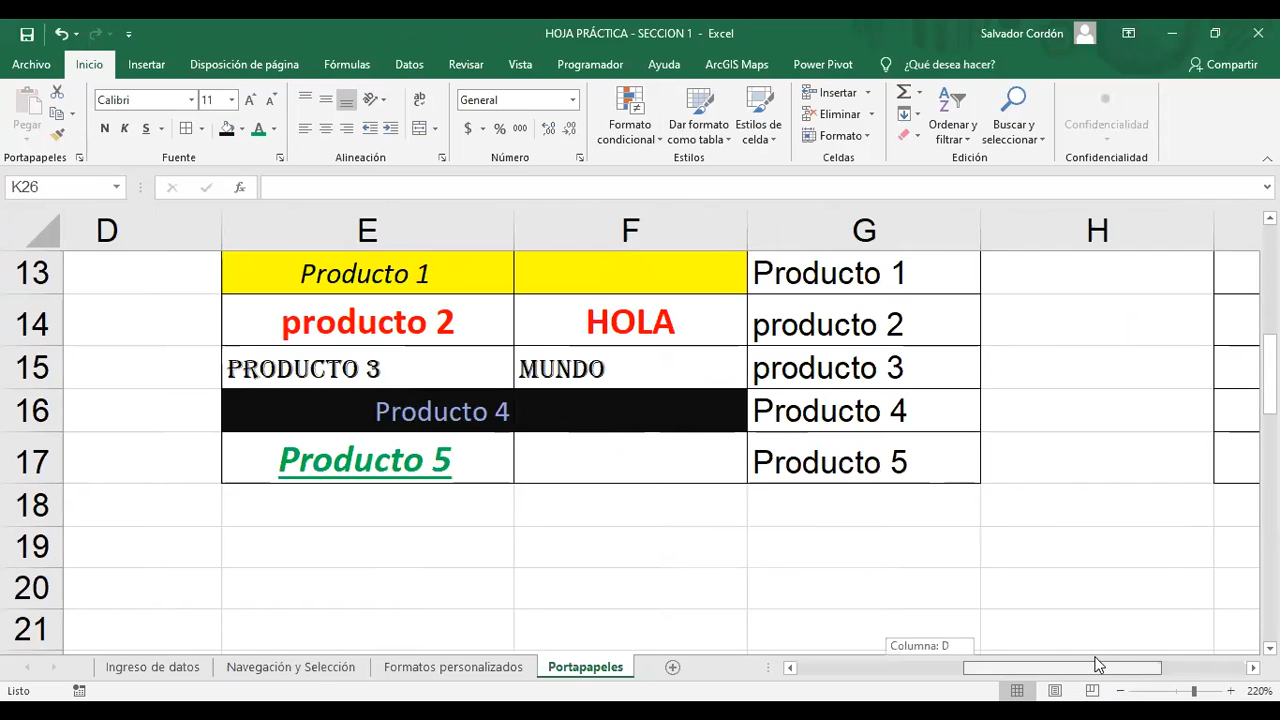 HOJA PRÁCTICA - SECCION 1 - Excel
Salvador Cordón
Archivo Inicio Insertar Disposición de página Fórmulas Datos Revisar Vista Programador Ayuda ArcGIS Maps Power Pivot ¿Qué desea hacer? Compartir
Pegar
Calibri 11
N K S
General
$ % 000
Formato condicional
Dar formato como tabla
Estilos de celda
Insertar
Eliminar
Formato
Ordenar y filtrar
Buscar y seleccionar
Confidencialidad
Portapapeles Fuente Alineación Número Estilos Celdas Edición Confidencialidad
K26 fx
D E F G H
13 Producto 1 Producto 1
14 producto 2 HOLA producto 2
15 PRODUCTO 3 MUNDO producto 3
16 Producto 4 Producto 4
17 Producto 5 Producto 5
18
19
20
21
Columna: D
Ingreso de datos Navegación y Selección Formatos personalizados Portapapeles
Listo 220%